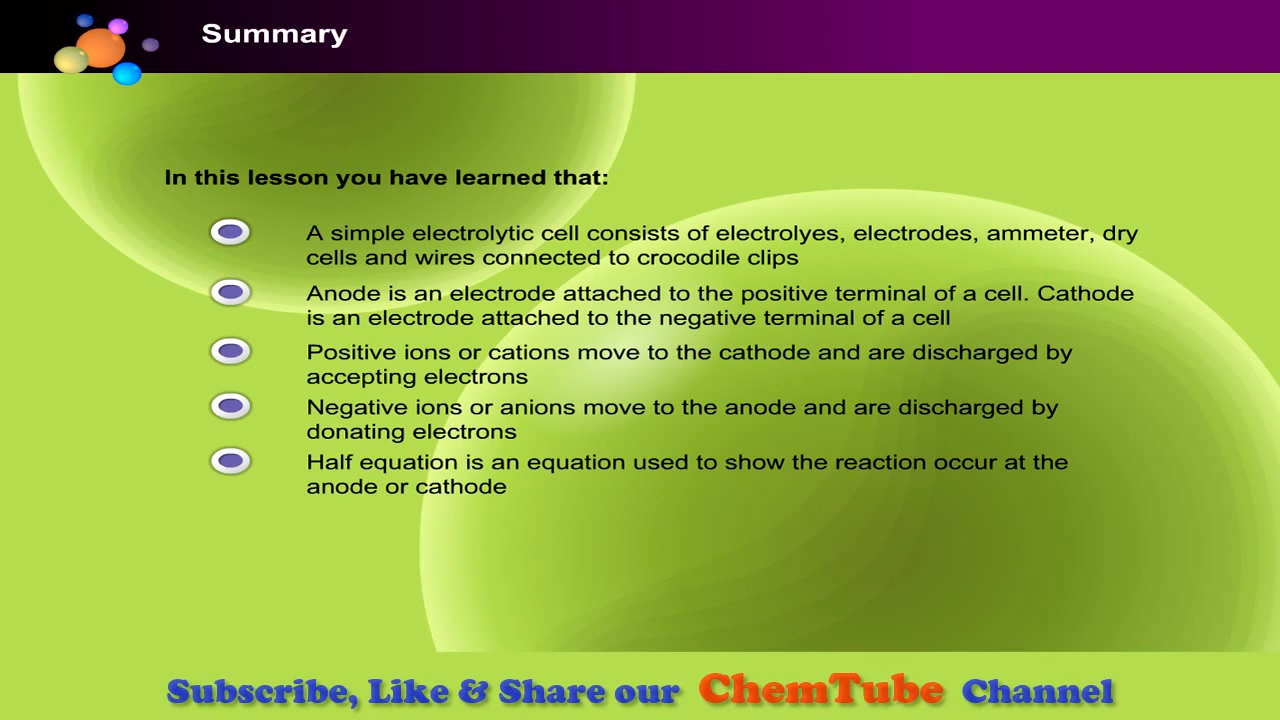 Summary
In this lesson you have learned that:
A simple electrolytic cell consists of electrolyes, electrodes, ammeter, dry
cells and wires connected to crocodile clips
Anode is an electrode attached to the positive terminal of a cell. Cathode
is an electrode attached to the negative terminal of a cell
Positive ions or cations move to the cathode and are discharged by
accepting electrons
Negative ions or anions move to the anode and are discharged by
donating electrons
Half equation is an equation used to show the reaction occur at the
anode or cathode
Subscribe, Like & Share our ChemTube Channel